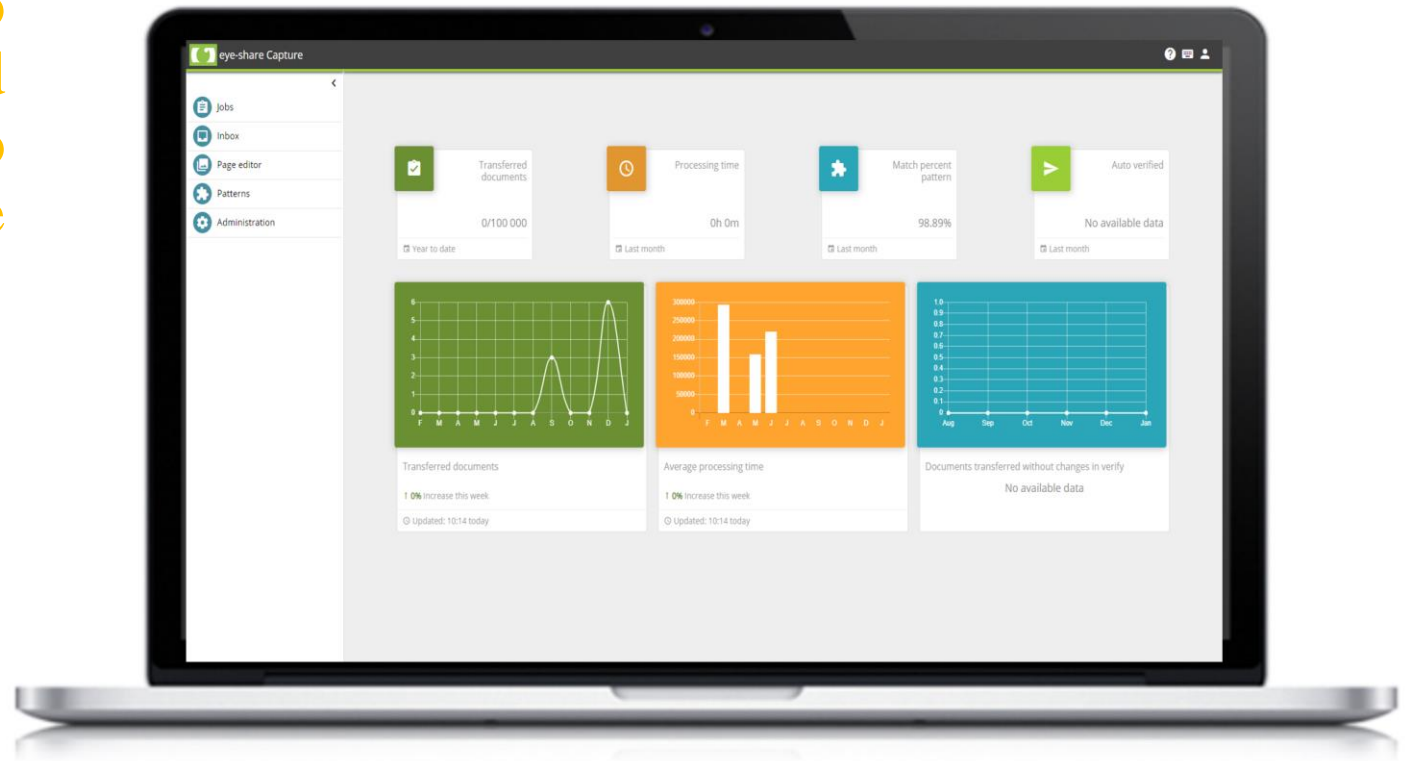 eye-share Capture
Jobs
Inbox
Page editor
Patterns
Administration
Transferred
documents
0/100 000
Year to date
Processing time
0h 0m
Last month
Match percent
pattern
98.89%
Last month
Auto verified
No available data
Last month
6
5
4
3
2
1
0
F M A M J J A S O N D J
Transferred documents
↑ 0% Increase this week
Updated: 10:14 today
300000
250000
200000
150000
100000
50000
0
F M A M J J A S O N D J
Average processing time
↑ 0% Increase this week
Updated: 10:14 today
1.0
0.9
0.8
0.7
0.6
0.5
0.4
0.3
0.2
0.1
0
Aug Sep Oct Nov Dec Jan
Documents transferred without changes in verify
No available data